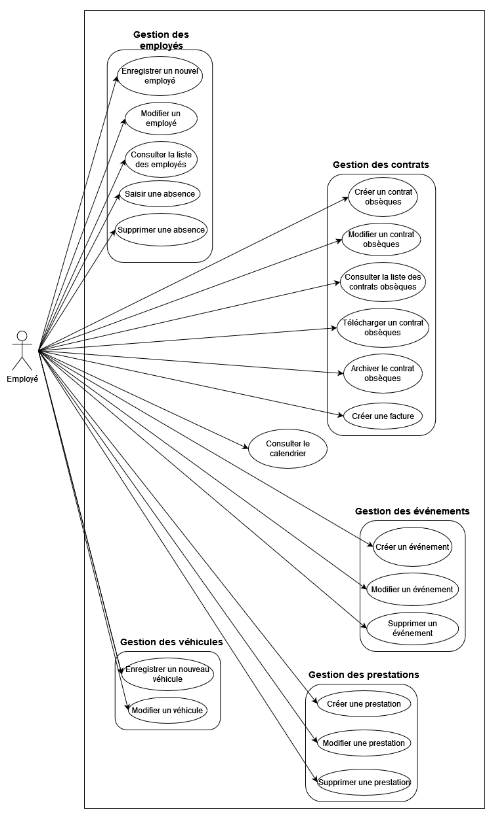 Gestion des
employés
Enregistrer un nouvel
employé
Modifier un
employé
Consulter la liste
des employés
Saisir une absence
Supprimer une absence
Gestion des contrats
Créer un contrat
obsèques
Modifier un contrat
obsèques
Consulter la liste des
contrats obsèques
Télécharger un contrat
obsèques
Archiver le contrat
obsèques
Créer une facture
Employé
Consulter le
calendrier
Gestion des événements
Créer un événement
Modifier un événement
Supprimer un
événement
Gestion des véhicules
Enregistrer un nouveau
véhicule
Modifier un véhicule
Gestion des prestations
Créer une prestation
Modifier une prestation
Supprimer une prestation